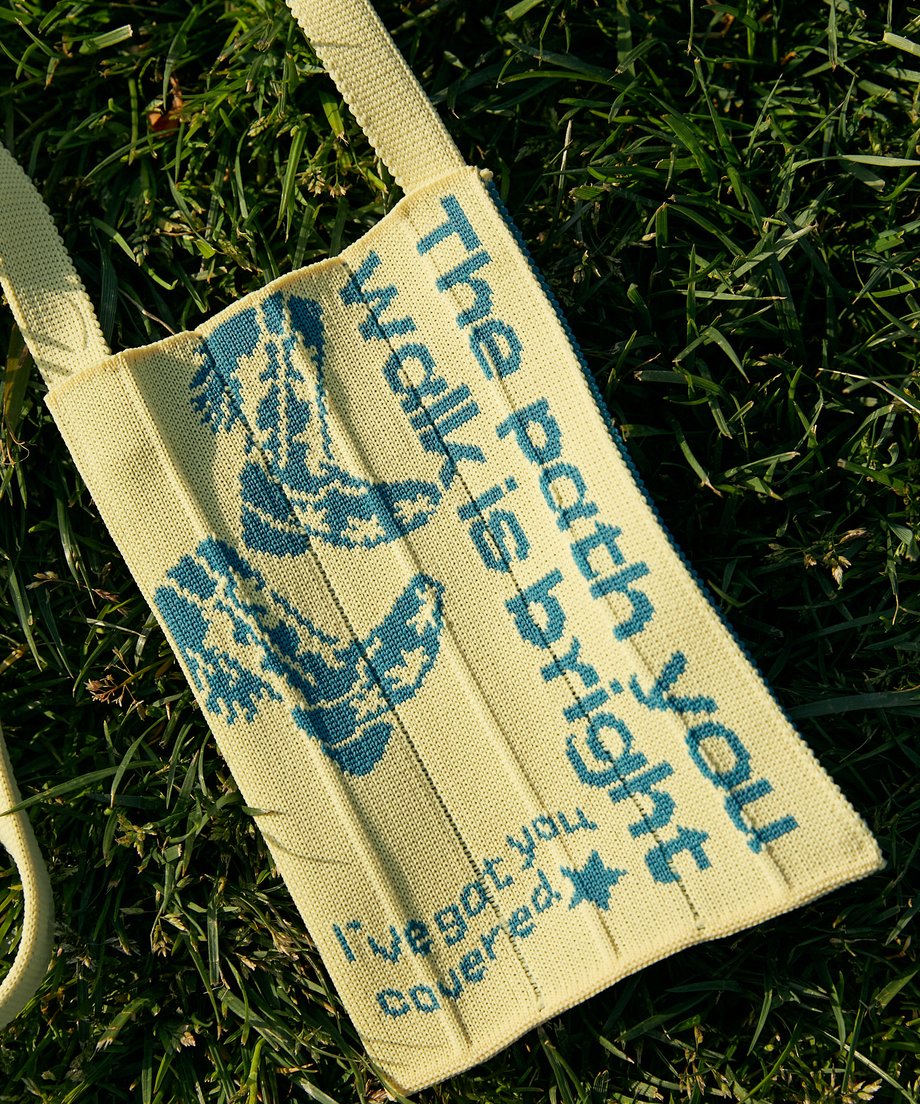 The path you
walk is bright
I've got you
covered